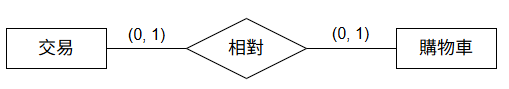 交易 (0, 1) 相對 (0, 1) 購物車